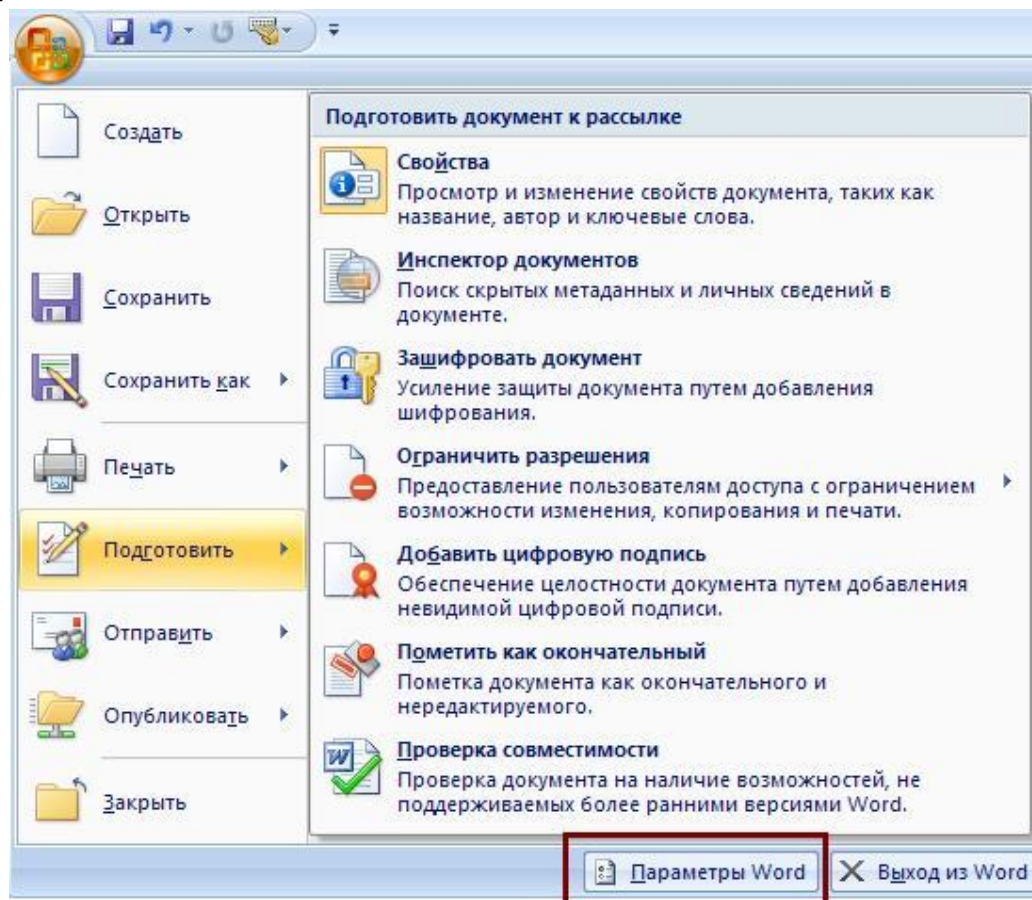 Создать
Открыть
Сохранить
Сохранить как
Печать
Подготовить
Отправить
Опубликовать
Закрыть
Подготовить документ к рассылке
Свойства
Просмотр и изменение свойств документа, таких как
название, автор и ключевые слова.
Инспектор документов
Поиск скрытых метаданных и личных сведений в
документе.
Зашифровать документ
Усиление защиты документа путем добавления
шифрования.
Ограничить разрешения
Предоставление пользователям доступа с ограничением
возможности изменения, копирования и печати.
Добавить цифровую подпись
Обеспечение целостности документа путем добавления
невидимой цифровой подписи.
Пометить как окончательный
Пометка документа как окончательного и
нередактируемого.
Проверка совместимости
Проверка документа на наличие возможностей, не
поддерживаемых более ранними версиями Word.
Параметры Word
Выход из Word